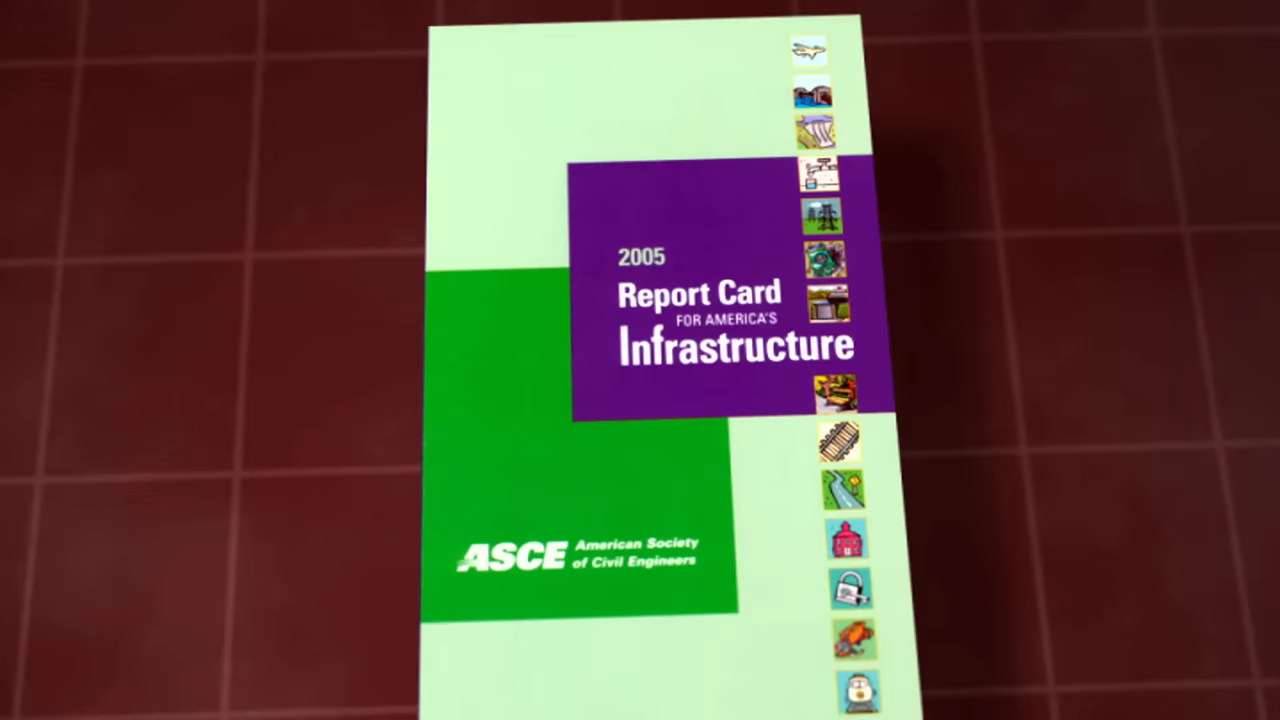 2005
Report Card
FOR AMERICA'S
Infrastructure
ASCE American Society
of Civil Engineers